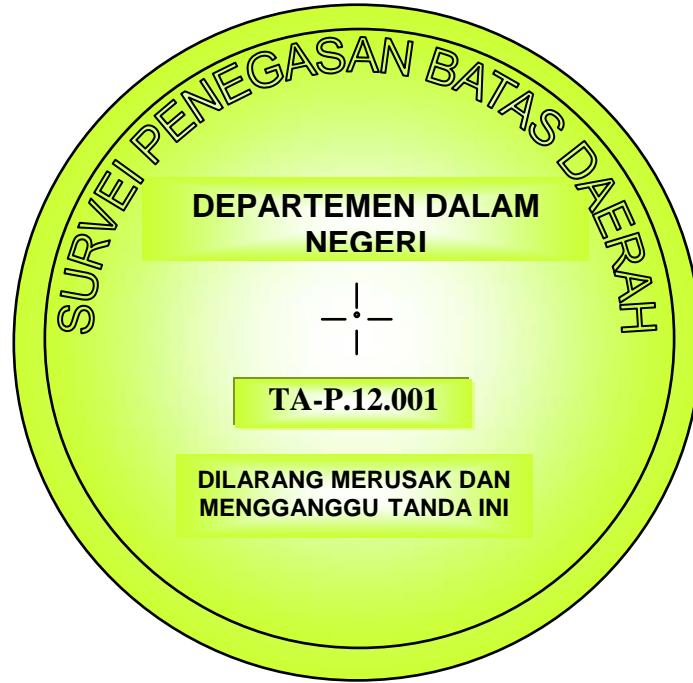 SURVEI PENEGASAN BATAS DAERAH
DEPARTEMEN DALAM
NEGERI
TA-P.12.001
DILARANG MERUSAK DAN
MENGGANGGU TANDA INI